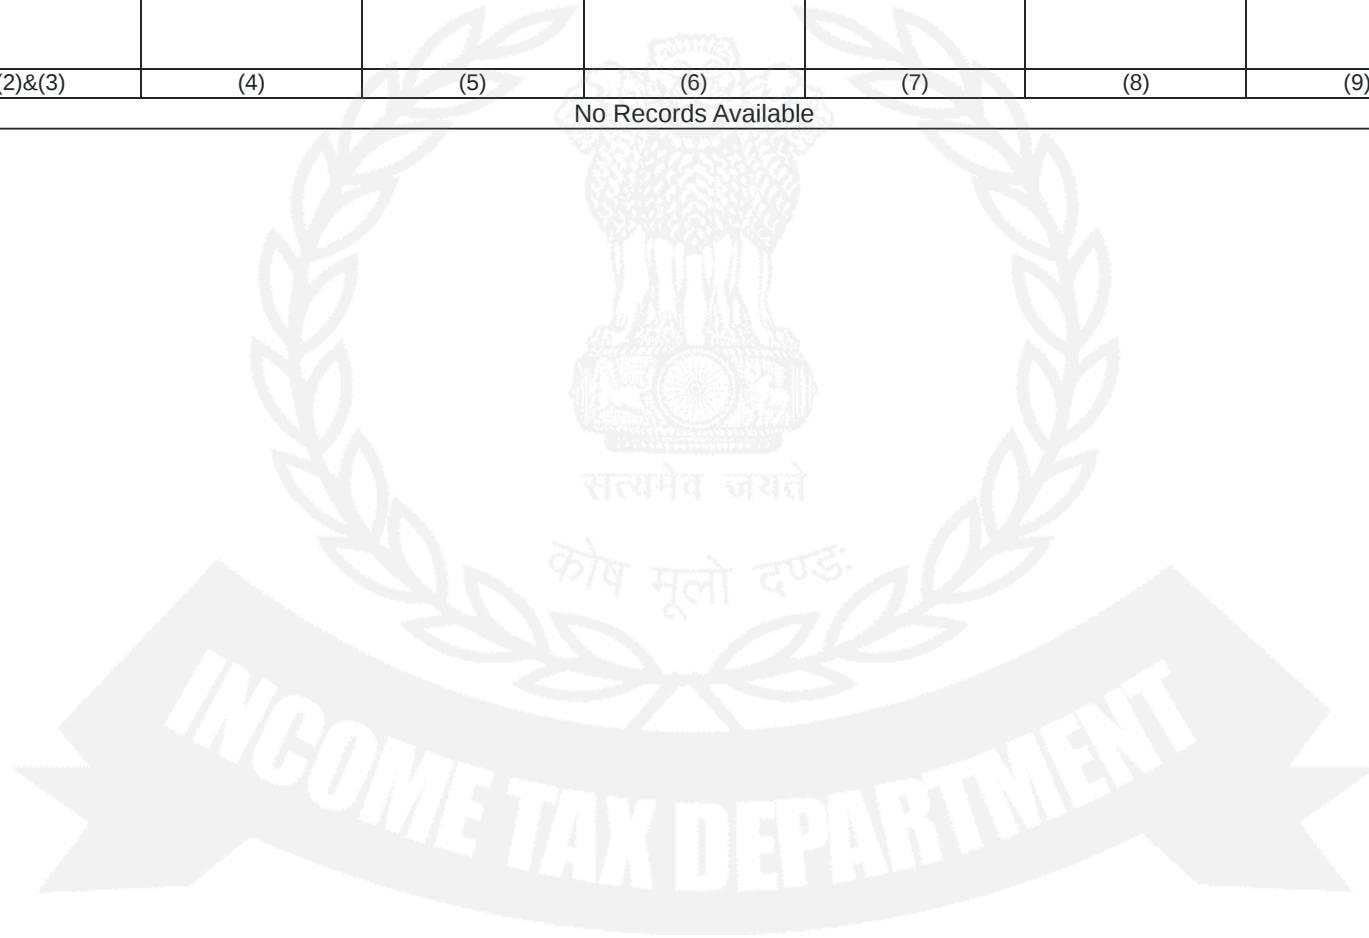 (2)&(3) (4) (5) (6) (7) (8) (9)
No Records Available
सत्यमेव जयते
कोष मूलो दण्डः
INCOME TAX DEPARTMENT